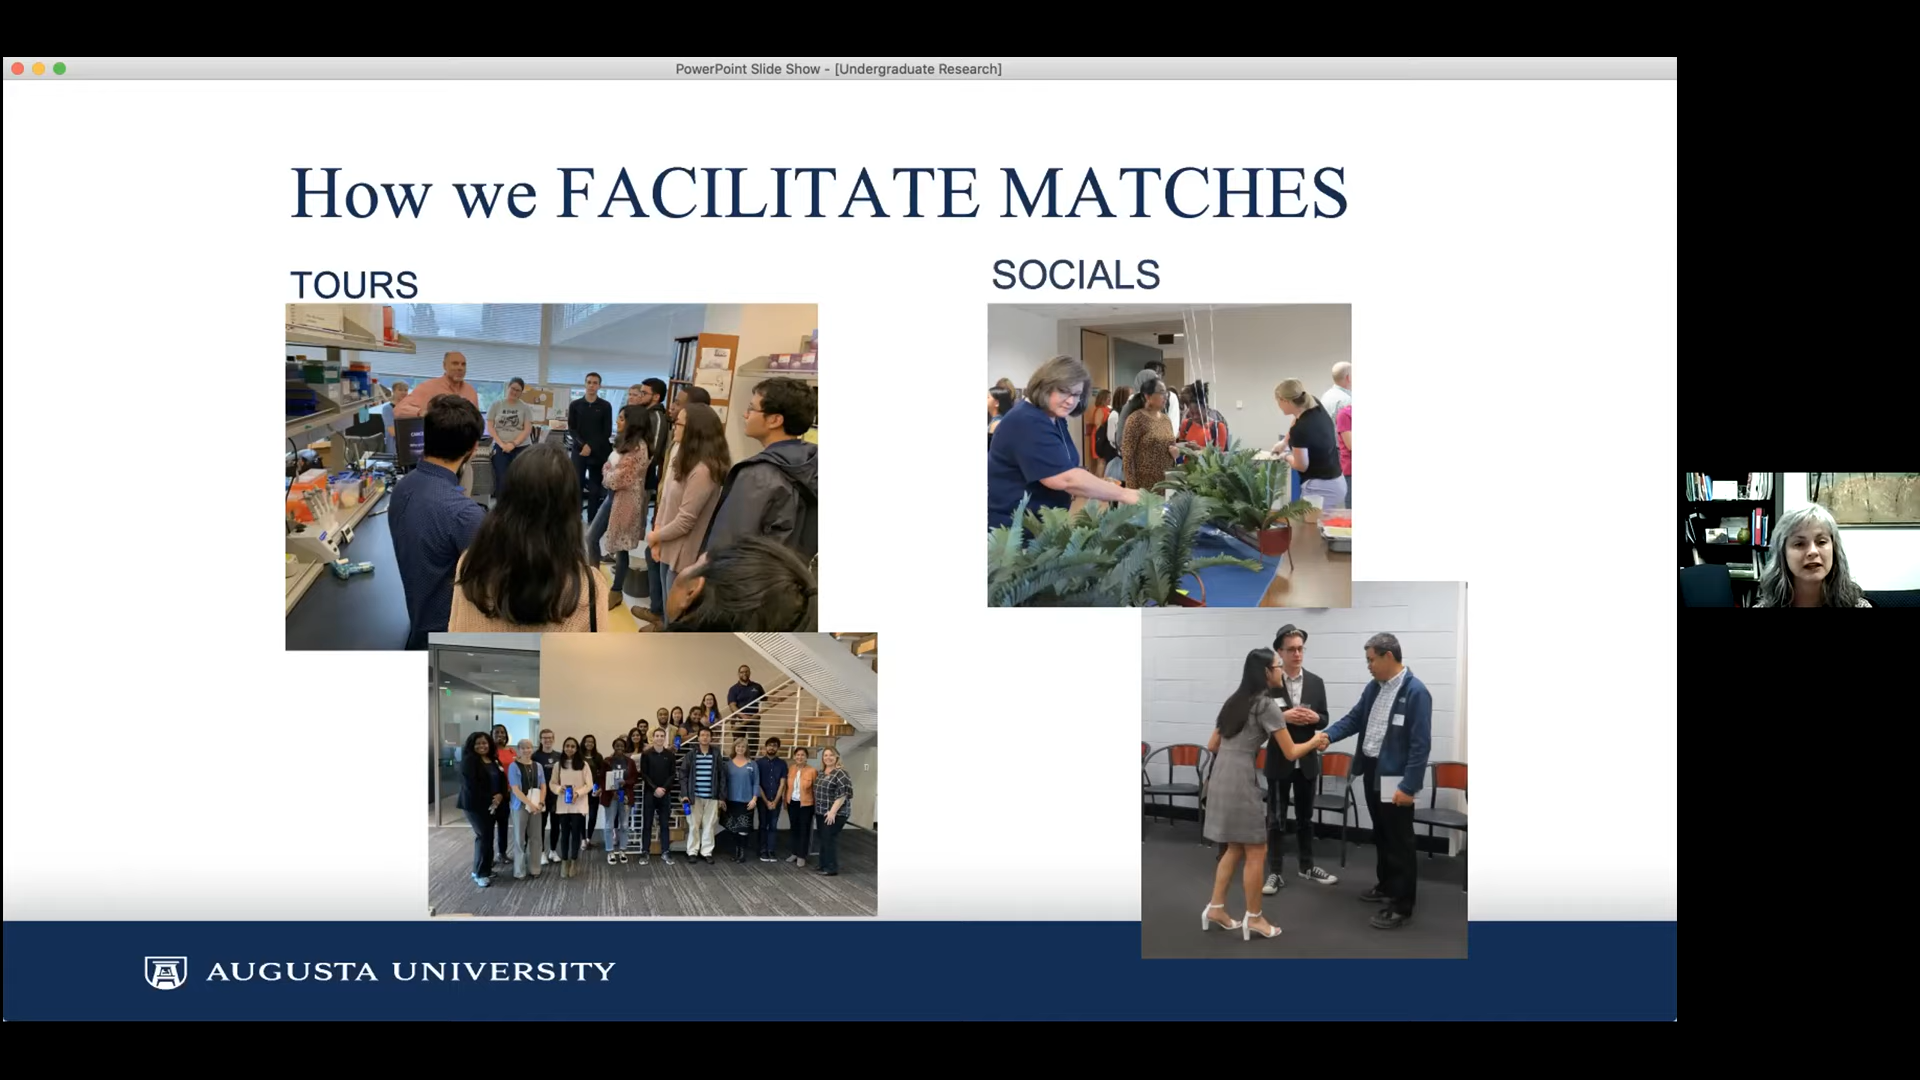 PowerPoint Slide Show - [Undergraduate Research]
How we FACILITATE MATCHES
TOURS
SOCIALS
AUGUSTA UNIVERSITY